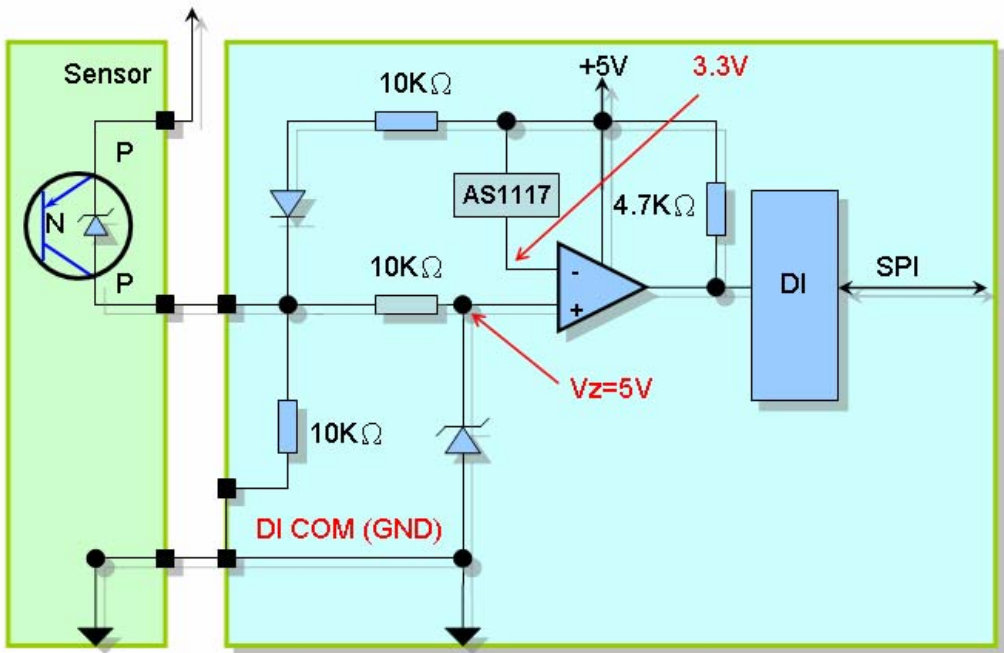 Sensor
P
N
P
10KΩ
+5V
3.3V
AS1117
4.7KΩ
10KΩ
-
+
DI
SPI
Vz=5V
10KΩ
DI COM (GND)